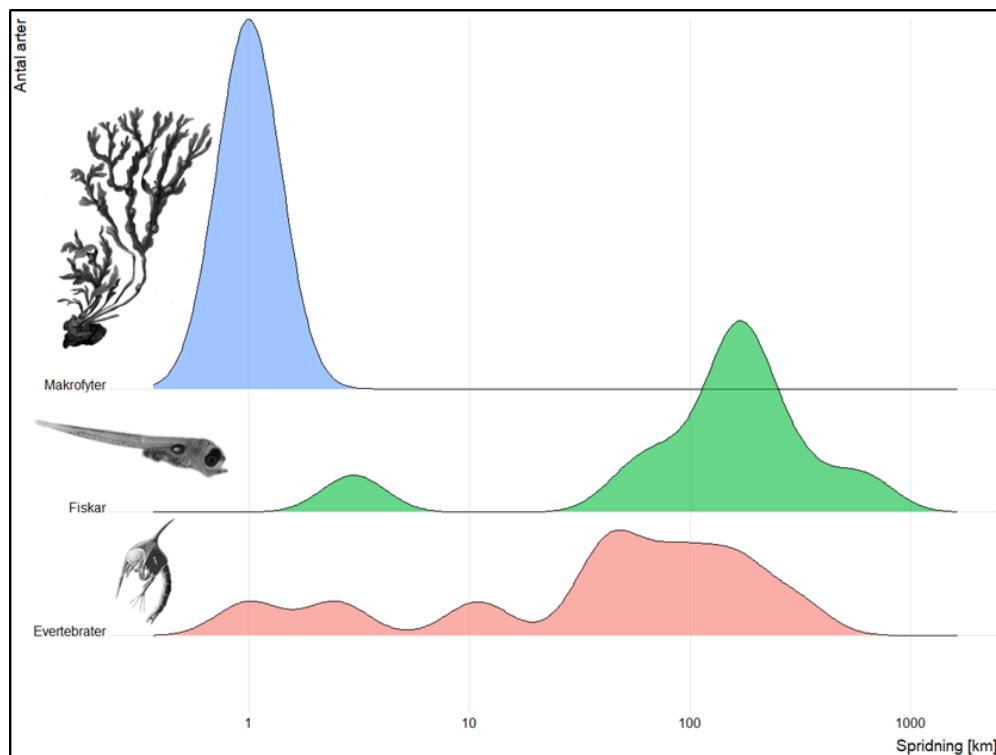 Antal arter
Makrofyter
Fiskar
Evertebrater
1 10 100 1000
Spridning [km]